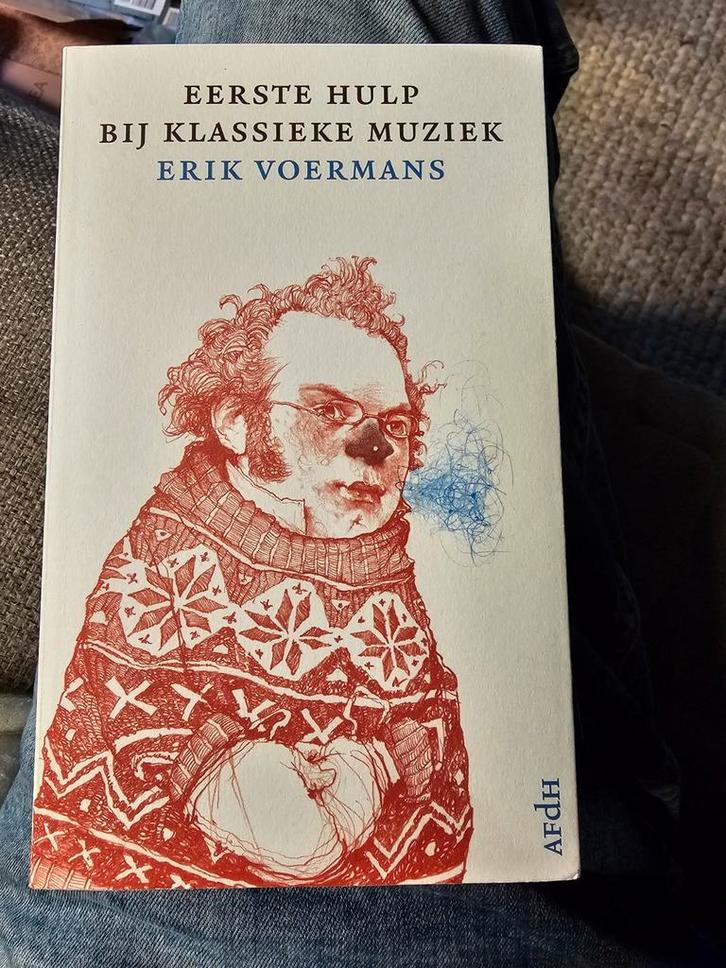 EERSTE HULP
BIJ KLASSIEKE MUZIEK
ERIK VOERMANS
AFdH